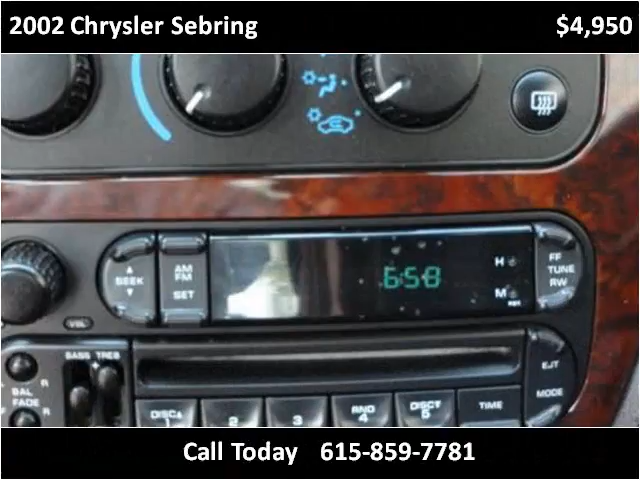 2002 Chrysler Sebring
$4,950
6:58
H
M
SEEK
AM
FM
SET
FF
TUNE
RW
VOL
BASS TREB
BAL
FADE
R
R
EJT
MODE
DISC
2
3
RND
4
DISC
5
TIME
Call Today 615-859-7781